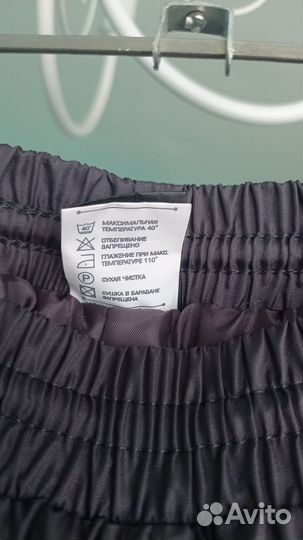 40°
МАКСИМАЛЬНАЯ
ТЕМПЕРАТУРА 40°
ОТБЕЛИВАНИЕ
ЗАПРЕЩЕНО
ГЛАЖЕНИЕ ПРИ МАКС.
ТЕМПЕРАТУРЕ 110°
P
СУХАЯ ЧИСТКА
СУШКА В БАРАБАНЕ
ЗАПРЕЩЕНА
Avito